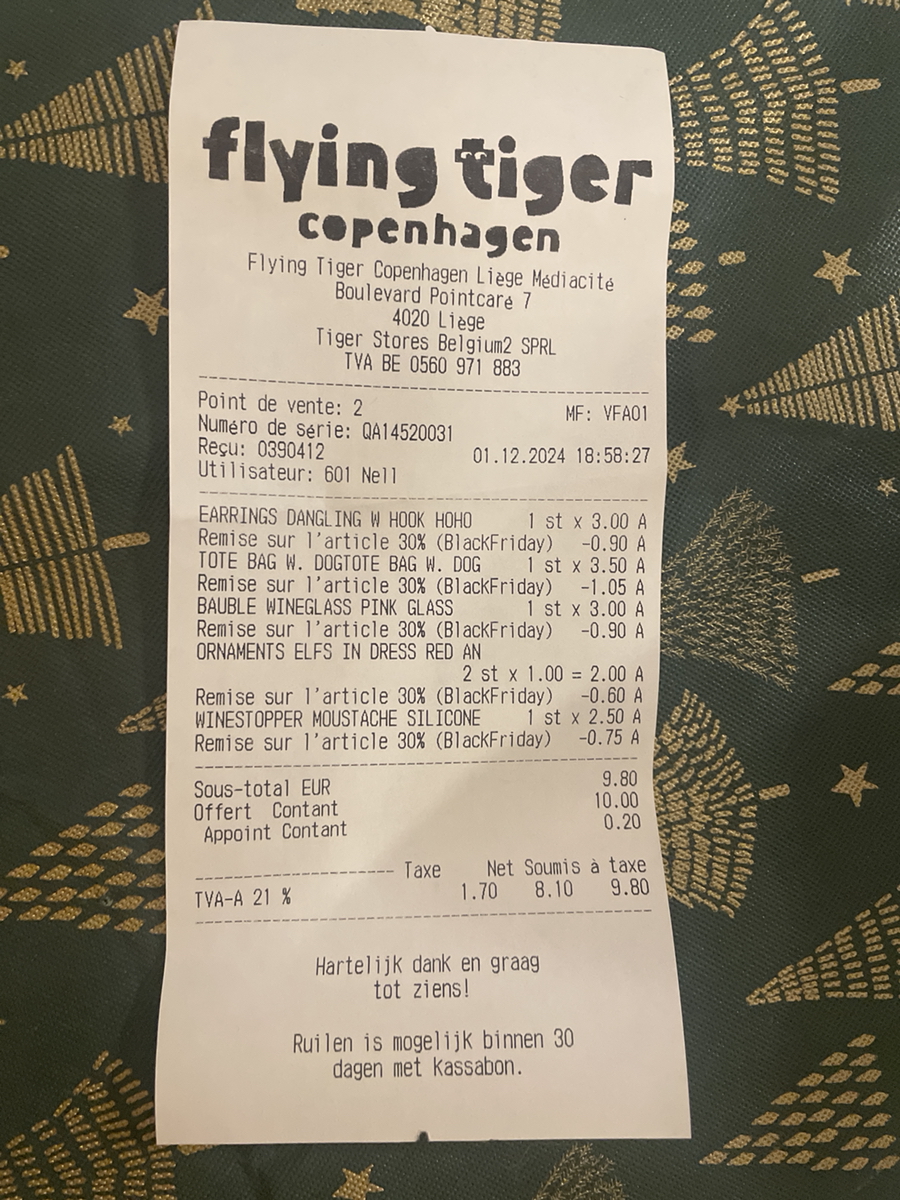 flying tiger
copenhagen
Flying Tiger Copenhagen Liège Médiacité
Boulevard Pointcaré 7
4020 Liège
Tiger Stores Belgium2 SPRL
TVA BE 0560 971 883
Point de vente: 2 MF: VFA01
Numéro de série: QA14520031
Reçu: 0390412 01.12.2024 18:58:27
Utilisateur: 601 Nell
EARRINGS DANGLING W HOOK HOHO 1 st x 3.00 A
Remise sur l'article 30% (BlackFriday) -0.90 A
TOTE BAG W. DOGTOTE BAG W. DOG 1 st x 3.50 A
Remise sur l'article 30% (BlackFriday) -1.05 A
BAUBLE WINEGLASS PINK GLASS 1 st x 3.00 A
Remise sur l'article 30% (BlackFriday) -0.90 A
ORNAMENTS ELFS IN DRESS RED AN
2 st x 1.00 = 2.00 A
Remise sur l'article 30% (BlackFriday) -0.60 A
WINESTOPPER MOUSTACHE SILICONE 1 st x 2.50 A
Remise sur l'article 30% (BlackFriday) -0.75 A
Sous-total EUR 9.80
Offert Contant 10.00
Appoint Contant 0.20
Taxe Net Soumis à taxe
TVA-A 21 % 1.70 8.10 9.80
Hartelijk dank en graag
tot ziens!
Ruilen is mogelijk binnen 30
dagen met kassabon.